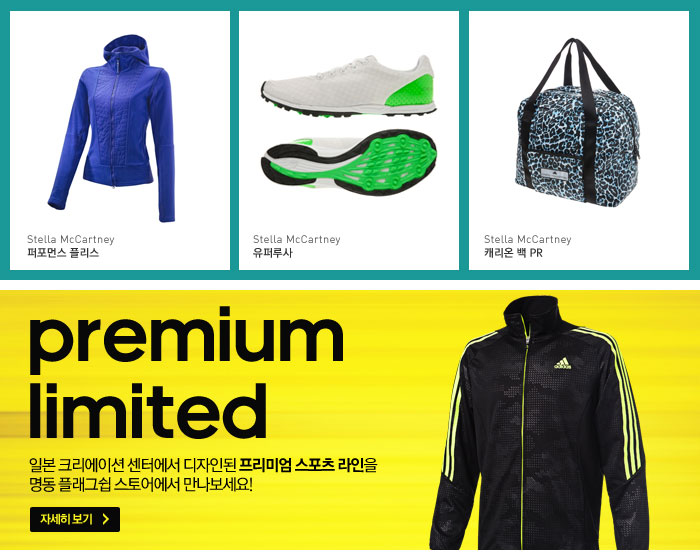 Stella McCartney
퍼포먼스 플리스
Stella McCartney
유퍼루사
Stella McCartney
캐리온 백 PR
premium
limited
adidas
일본 크리에이션 센터에서 디자인된 프리미엄 스포츠 라인을
명동 플래그쉽 스토어에서 만나보세요!
자세히 보기